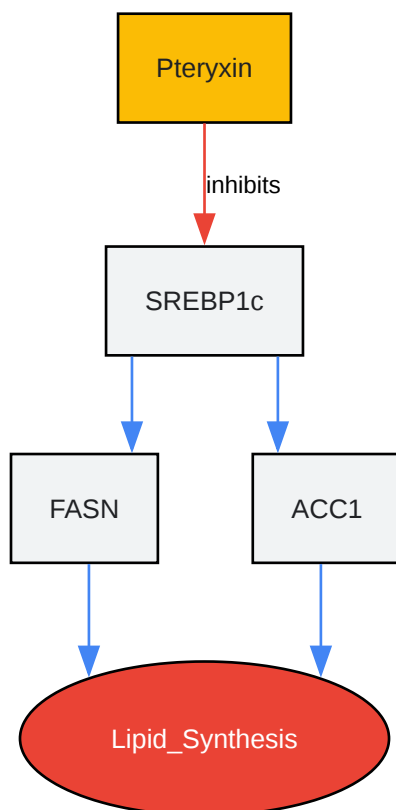 Pteryxin
inhibits
SREBP1c
FASN
ACC1
Lipid_Synthesis